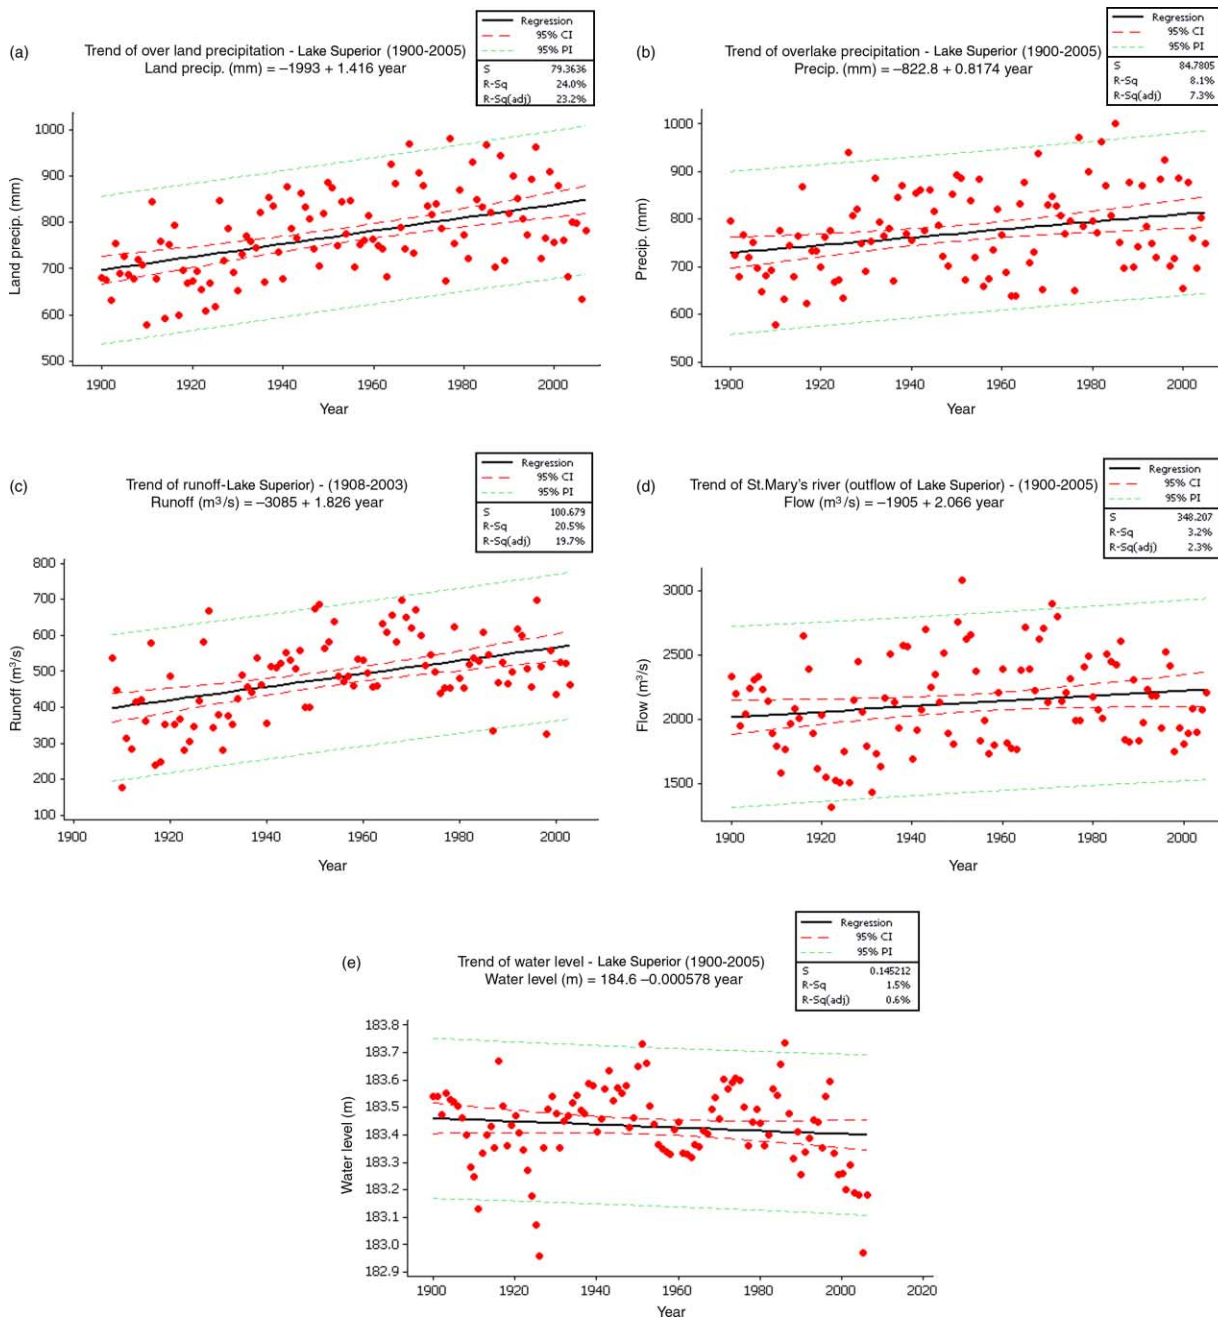 (a)
Trend of over land precipitation - Lake Superior (1900-2005)
Land precip. (mm) = –1993 + 1.416 year
Regression
95% CI
95% PI
S 79.3636
R-Sq 24.0%
R-Sq(adj) 23.2%
Land precip. (mm)
1000
900
800
700
600
500
1900 1920 1940 1960 1980 2000
Year
(b)
Trend of overlake precipitation - Lake Superior (1900-2005)
Precip. (mm) = –822.8 + 0.8174 year
Regression
95% CI
95% PI
S 84.7805
R-Sq 8.1%
R-Sq(adj) 7.3%
Precip. (mm)
1000
900
800
700
600
500
1900 1920 1940 1960 1980 2000
Year
(c)
Trend of runoff-Lake Superior) - (1908-2003)
Runoff (m³/s) = –3085 + 1.826 year
Regression
95% CI
95% PI
S 100.679
R-Sq 20.5%
R-Sq(adj) 19.7%
Runoff (m³/s)
800
700
600
500
400
300
200
100
1900 1920 1940 1960 1980 2000
Year
(d)
Trend of St.Mary's river (outflow of Lake Superior) - (1900-2005)
Flow (m³/s) = –1905 + 2.066 year
Regression
95% CI
95% PI
S 348.207
R-Sq 3.2%
R-Sq(adj) 2.3%
Flow (m³/s)
3000
2500
2000
1500
1900 1920 1940 1960 1980 2000
Year
(e)
Trend of water level - Lake Superior (1900-2005)
Water level (m) = 184.6 –0.000578 year
Regression
95% CI
95% PI
S 0.145212
R-Sq 1.5%
R-Sq(adj) 0.6%
Water level (m)
183.8
183.7
183.6
183.5
183.4
183.3
183.2
183.1
183.0
182.9
1900 1920 1940 1960 1980 2000 2020
Year